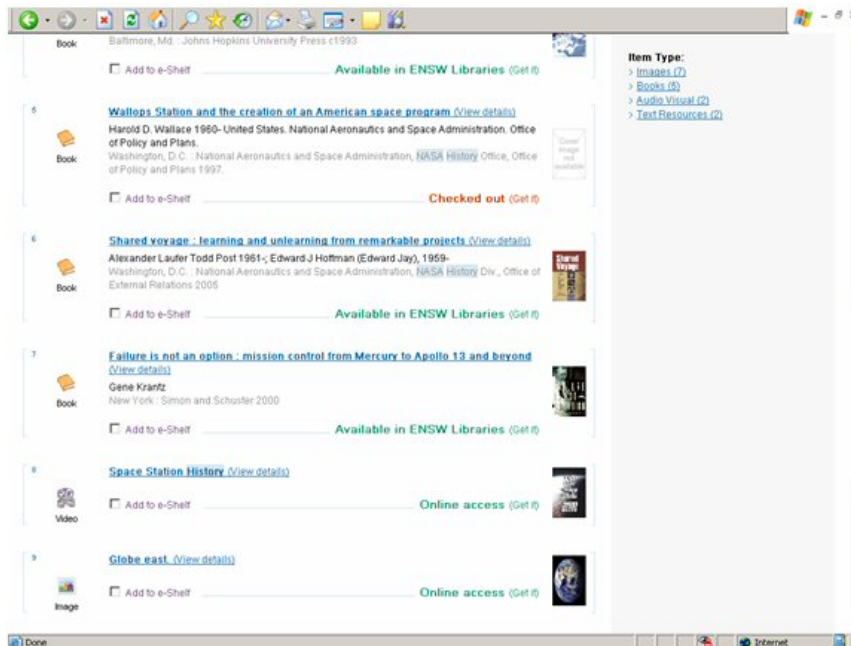 Book
Baltimore, Md. : Johns Hopkins University Press c1993
Add to e-Shelf
Available in ENSW Libraries (Get it)
5
Book
Wallops Station and the creation of an American space program (View details)
Harold D. Wallace 1960- United States. National Aeronautics and Space Administration. Office
of Policy and Plans.
Washington, D.C. : National Aeronautics and Space Administration, NASA History Office, Office
of Policy and Plans 1997.
Cover
image
not
available
Add to e-Shelf
Checked out (Get it)
6
Book
Shared voyage : learning and unlearning from remarkable projects (View details)
Alexander Laufer Todd Post 1961-; Edward J Hoffman (Edward Jay), 1959-
Washington, D.C. : National Aeronautics and Space Administration, NASA History Div., Office of
External Relations 2005
Shared
Voyage
Add to e-Shelf
Available in ENSW Libraries (Get it)
7
Book
Failure is not an option : mission control from Mercury to Apollo 13 and beyond
(View details)
Gene Krantz
New York : Simon and Schuster 2000
Add to e-Shelf
Available in ENSW Libraries (Get it)
8
Video
Space Station History (View details)
Add to e-Shelf
Online access (Get it)
9
Image
Globe east. (View details)
Add to e-Shelf
Online access (Get it)
Item Type:
> Images (7)
> Books (5)
> Audio Visual (2)
> Text Resources (2)
Done
Internet